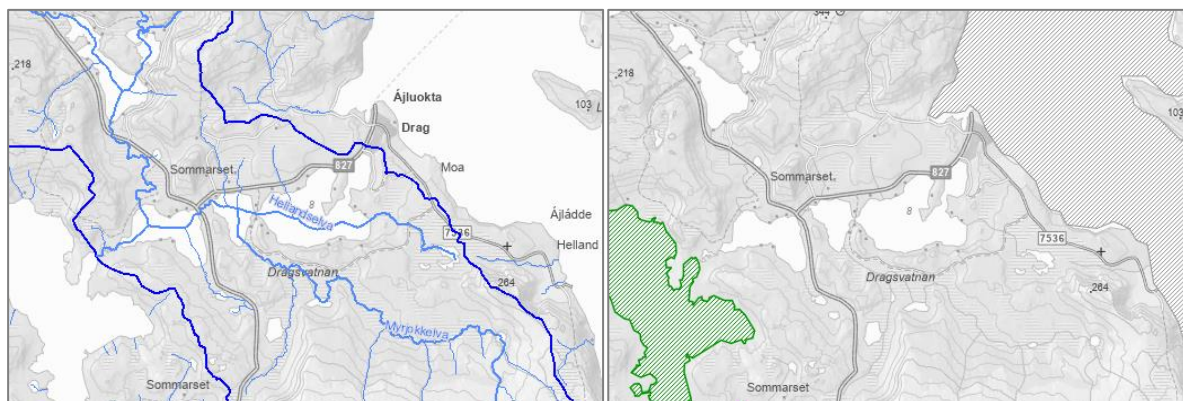 218
Ájluokta
Drag
103
Sommarset
827
Moa
8
Hellandselva
Ájládde
7536
Helland
Dragsvatnan
264
Sommarset
344
218
103
Sommarset
827
8
7536
Dragsvatnan
264
Sommarset